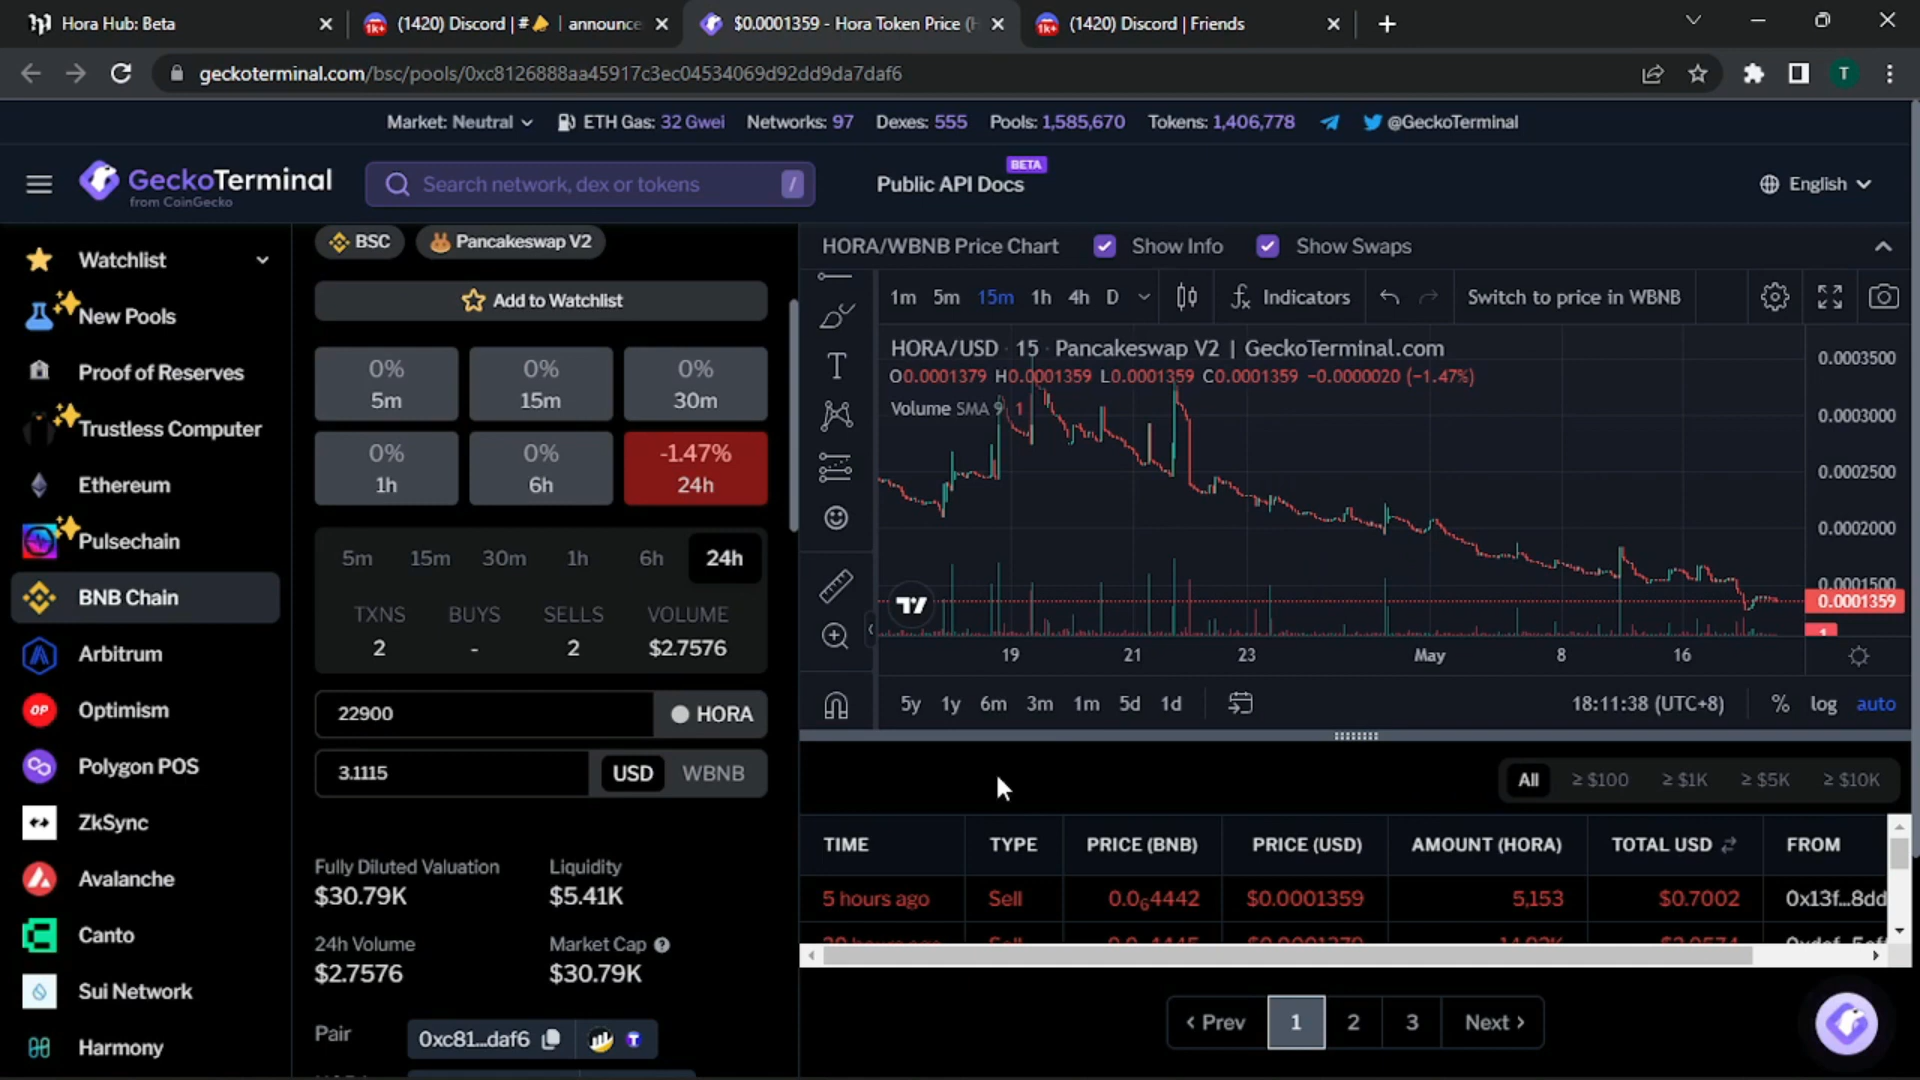 Hora Hub: Beta
(1420) Discord | # | announce
$0.0001359 - Hora Token Price (H
(1420) Discord | Friends
geckoterminal.com/bsc/pools/0xc8126888aa45917c3ec04534069d92dd9da7daf6
T
Market: Neutral
ETH Gas: 32 Gwei
Networks: 97
Dexes: 555
Pools: 1,585,670
Tokens: 1,406,778
@GeckoTerminal
GeckoTerminal
from CoinGecko
Search network, dex or tokens
/
Public API Docs
BETA
English
Watchlist
New Pools
Proof of Reserves
Trustless Computer
Ethereum
Pulsechain
BNB Chain
Arbitrum
Optimism
Polygon POS
ZkSync
Avalanche
Canto
Sui Network
Harmony
BSC
Pancakeswap V2
Add to Watchlist
0% 0% 0%
5m 15m 30m
0% 0% -1.47%
1h 6h 24h
5m 15m 30m 1h 6h 24h
TXNS BUYS SELLS VOLUME
2 - 2 $2.7576
22900 HORA
3.1115 USD WBNB
Fully Diluted Valuation Liquidity
$30.79K $5.41K
24h Volume Market Cap
$2.7576 $30.79K
Pair 0xc81...daf6
HORA/WBNB Price Chart Show Info Show Swaps
1m 5m 15m 1h 4h D Indicators Switch to price in WBNB
HORA/USD · 15 · Pancakeswap V2 | GeckoTerminal.com
O0.0001379 H0.0001359 L0.0001359 C0.0001359 −0.0000020 (−1.47%)
Volume SMA 9 1
0.0003500
0.0003000
0.0002500
0.0002000
0.0001500
0.0001359
1
19 21 23 May 8 16
5y 1y 6m 3m 1m 5d 1d
18:11:38 (UTC+8) % log auto
All ≥ $100 ≥ $1K ≥ $5K ≥ $10K
TIME TYPE PRICE (BNB) PRICE (USD) AMOUNT (HORA) TOTAL USD FROM
5 hours ago Sell 0.0₆4442 $0.0001359 5,153 $0.7002 0x13f...8dd
‹ Prev 1 2 3 Next ›